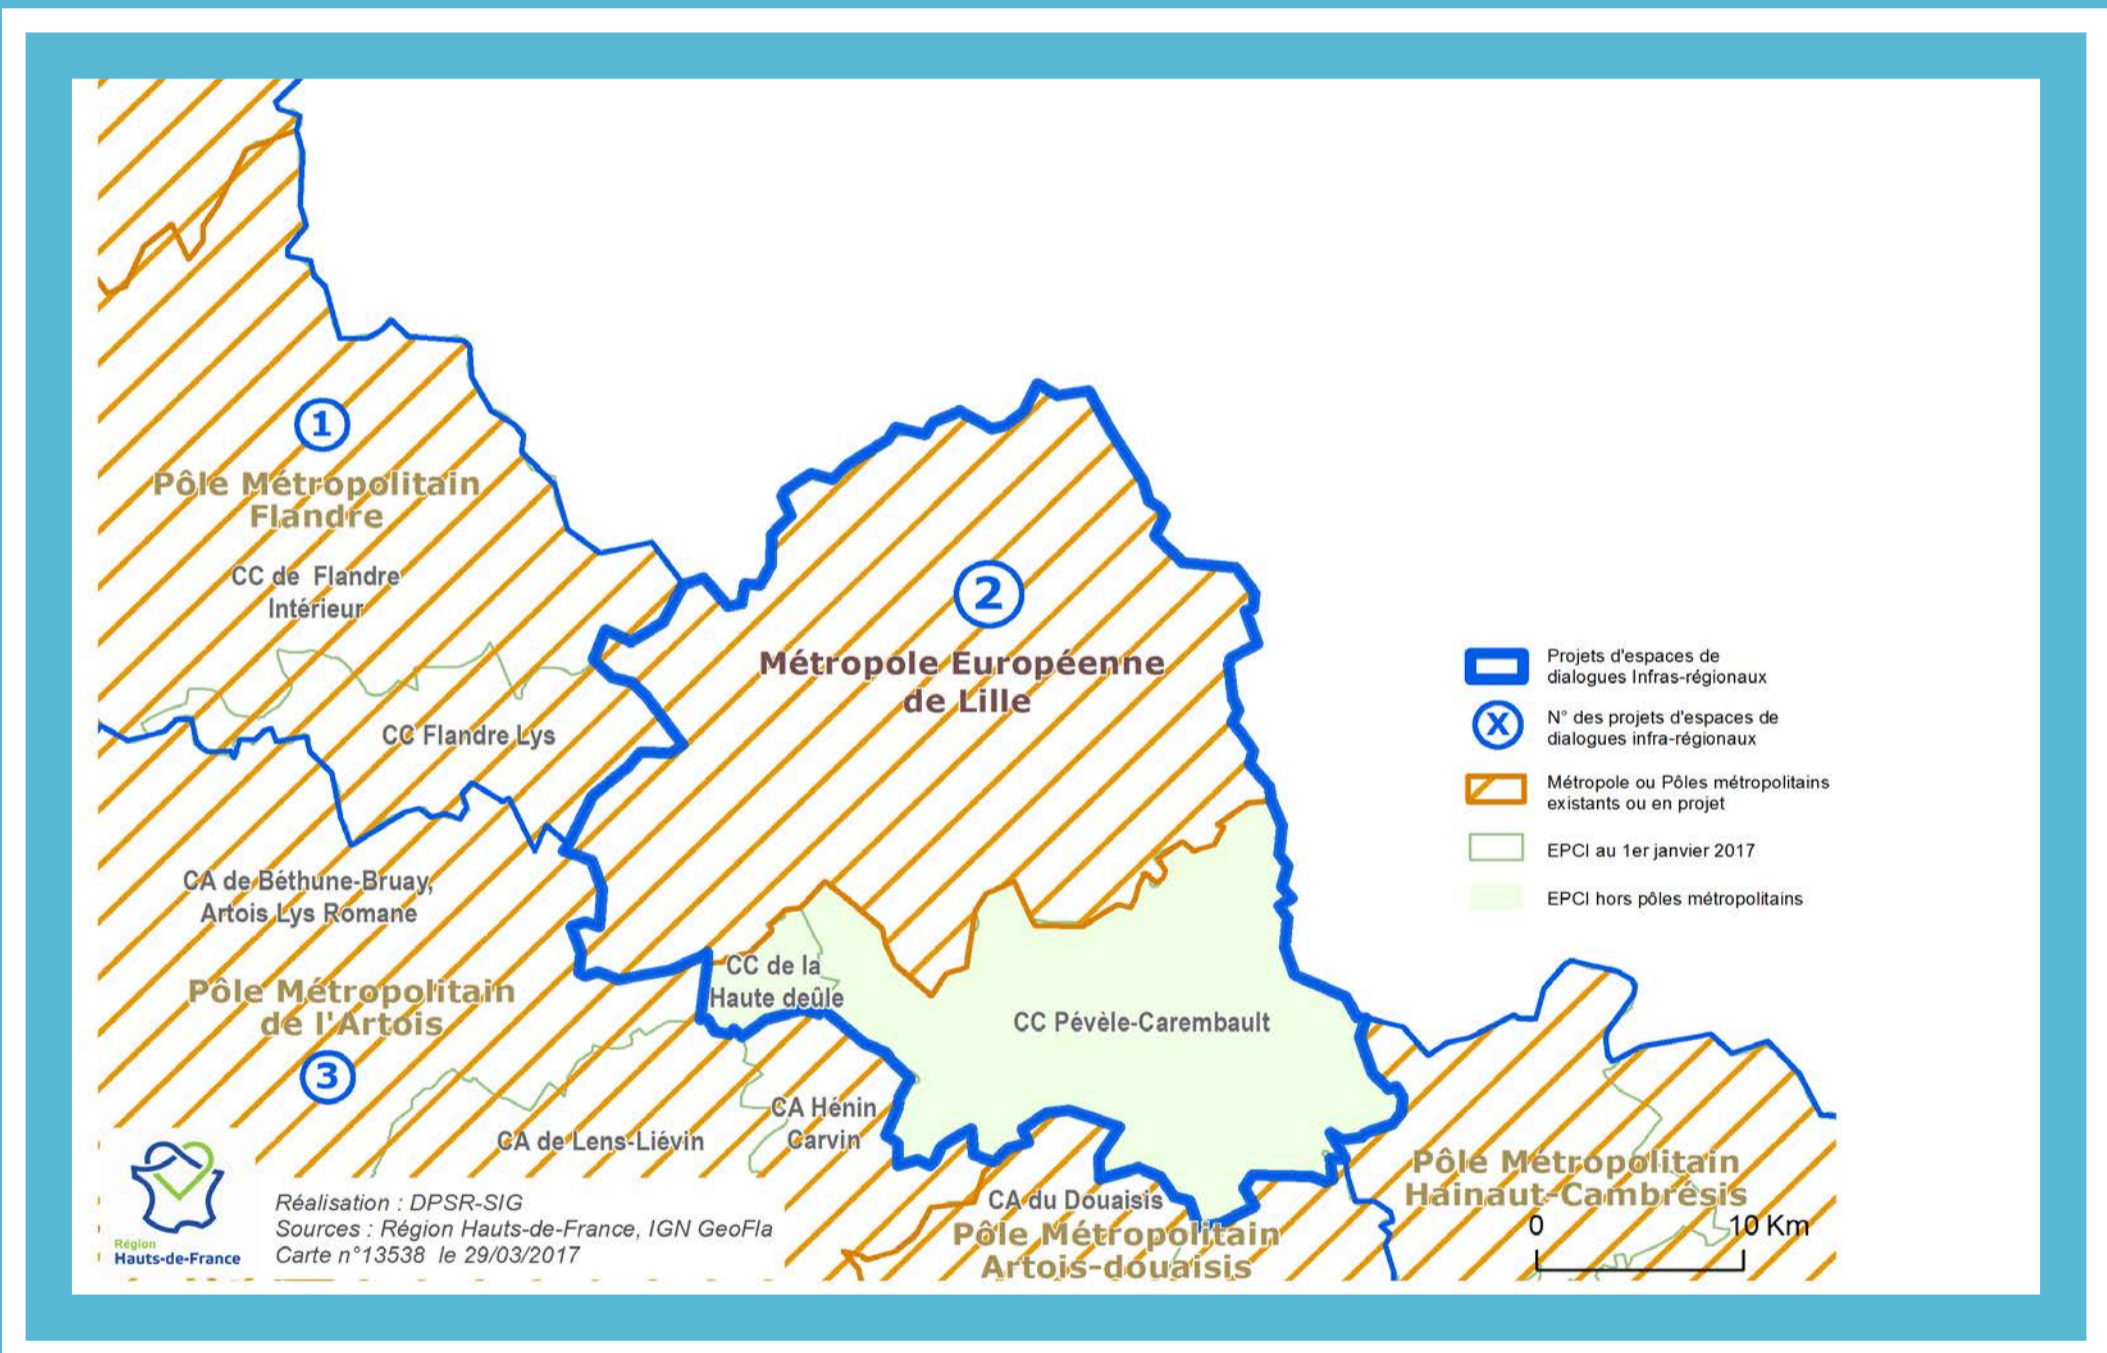 1
Pôle Métropolitain
Flandre
CC de Flandre
Intérieur
CC Flandre Lys
2
Métropole Européenne
de Lille
CA de Béthune-Bruay,
Artois Lys Romane
Pôle Métropolitain
de l'Artois
3
CC de la
Haute deûle
CC Pévèle-Carembault
CA Hénin
Carvin
CA de Lens-Liévin
CA du Douaisis
Pôle Métropolitain
Artois-douaisis
Pôle Métropolitain
Hainaut-Cambrésis
0 10 Km
Projets d'espaces de
dialogues Infras-régionaux
X
N° des projets d'espaces de
dialogues infra-régionaux
Métropole ou Pôles métropolitains
existants ou en projet
EPCI au 1er janvier 2017
EPCI hors pôles métropolitains
Région
Hauts-de-France
Réalisation : DPSR-SIG
Sources : Région Hauts-de-France, IGN GeoFla
Carte n°13538 le 29/03/2017